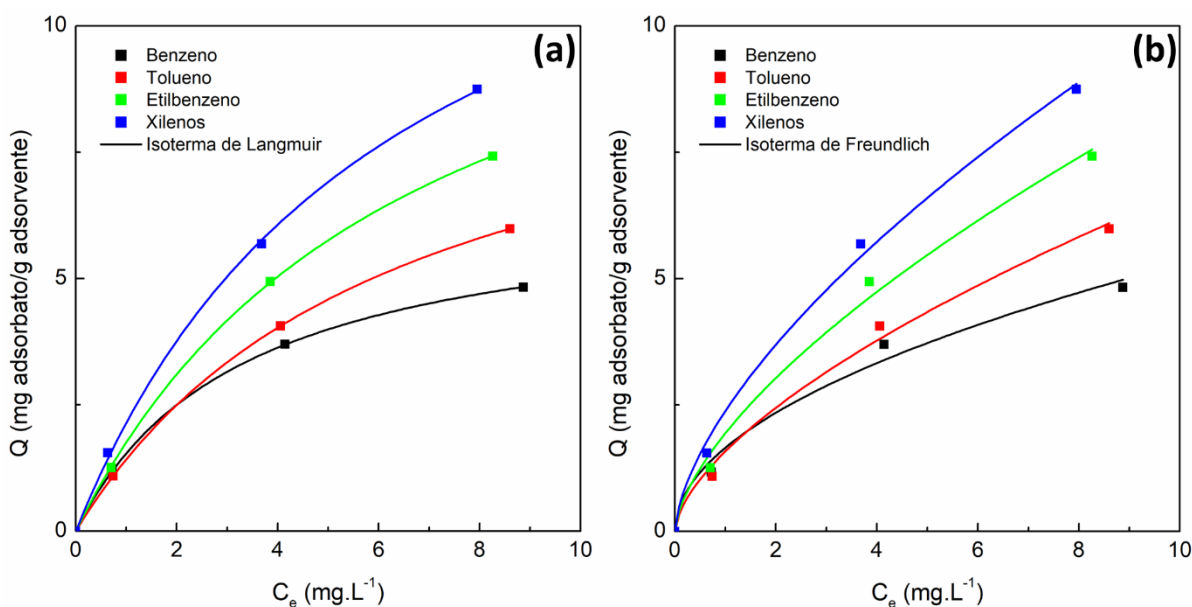 (a)
Benzeno
Tolueno
Etilbenzeno
Xilenos
Isoterma de Langmuir
Q (mg adsorbato/g adsorvente)
10
5
0
0 2 4 6 8 10
C_e (mg.L⁻¹)
(b)
Benzeno
Tolueno
Etilbenzeno
Xilenos
Isoterma de Freundlich
Q (mg adsorbato/g adsorvente)
10
5
0
0 2 4 6 8 10
C_e (mg.L⁻¹)